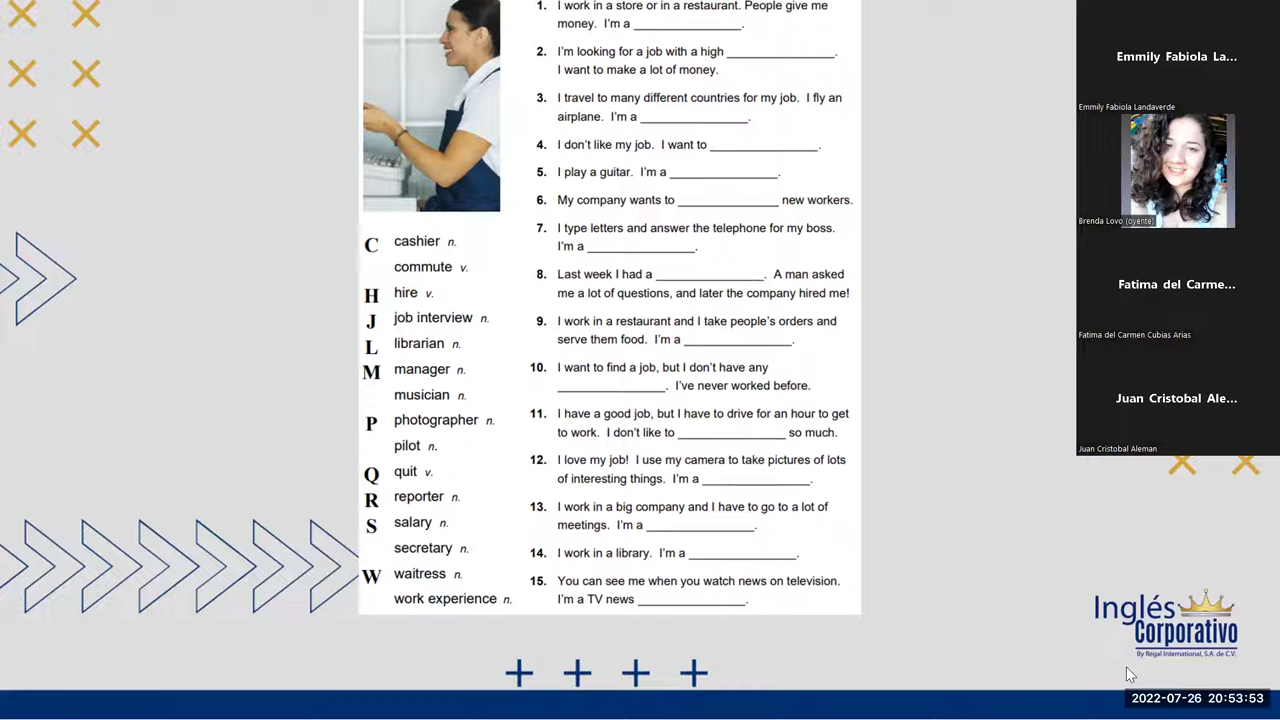 C cashier n.
commute v.
H hire v.
J job interview n.
L librarian n.
M manager n.
musician n.
P photographer n.
pilot n.
Q quit v.
R reporter n.
S salary n.
secretary n.
W waitress n.
work experience n.
1. I work in a store or in a restaurant. People give me
money. I'm a ________________.
2. I'm looking for a job with a high ________________.
I want to make a lot of money.
3. I travel to many different countries for my job. I fly an
airplane. I'm a ________________.
4. I don't like my job. I want to ________________.
5. I play a guitar. I'm a ________________.
6. My company wants to _______________ new workers.
7. I type letters and answer the telephone for my boss.
I'm a ________________.
8. Last week I had a ________________. A man asked
me a lot of questions, and later the company hired me!
9. I work in a restaurant and I take people's orders and
serve them food. I'm a ________________.
10. I want to find a job, but I don't have any
________________. I've never worked before.
11. I have a good job, but I have to drive for an hour to get
to work. I don't like to ________________ so much.
12. I love my job! I use my camera to take pictures of lots
of interesting things. I'm a ________________.
13. I work in a big company and I have to go to a lot of
meetings. I'm a ________________.
14. I work in a library. I'm a ________________.
15. You can see me when you watch news on television.
I'm a TV news ________________.
Emmily Fabiola La...
Emmily Fabiola Landaverde
Brenda Lovo (oyente)
Fatima del Carme...
Fatima del Carmen Cubias Arias
Juan Cristobal Ale...
Juan Cristobal Aleman
Inglés
Corporativo
By Regal International, S.A. de C.V.
2022-07-26 20:53:53